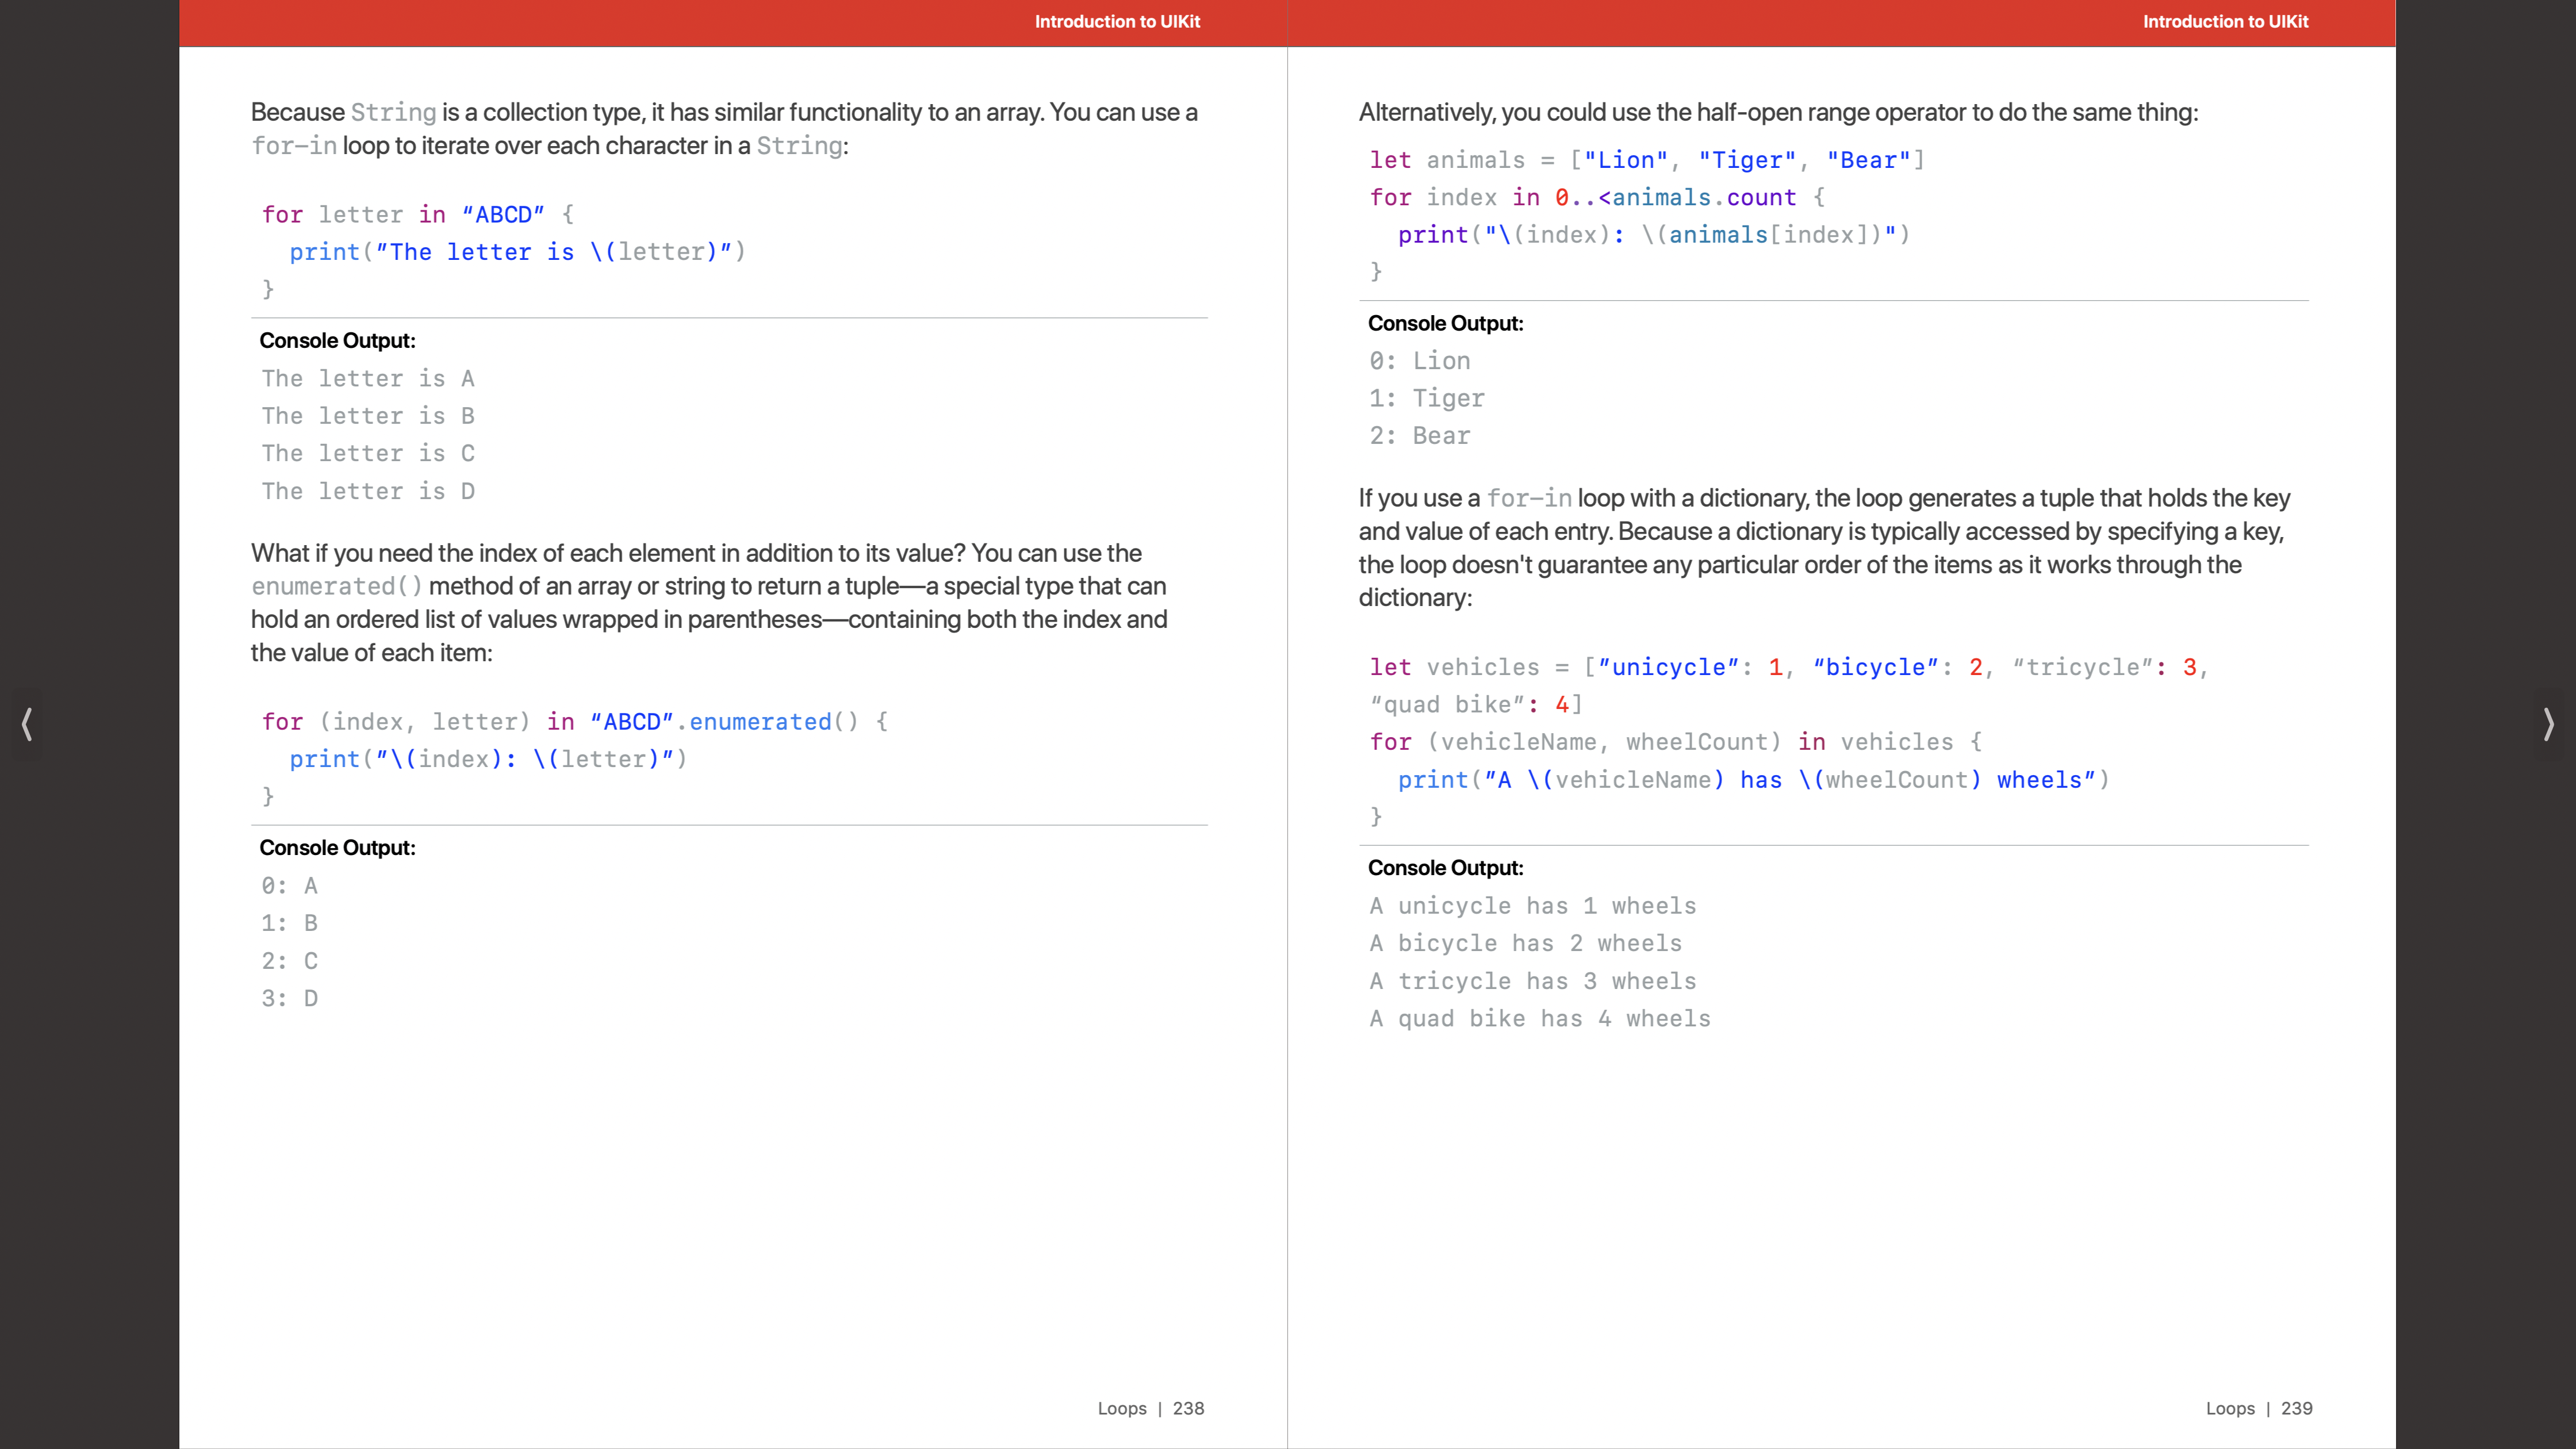 Introduction to UIKit
Because String is a collection type, it has similar functionality to an array. You can use a
for-in loop to iterate over each character in a String:
for letter in “ABCD” {
  print(”The letter is \(letter)”)
}
Console Output:
The letter is A
The letter is B
The letter is C
The letter is D
What if you need the index of each element in addition to its value? You can use the
enumerated() method of an array or string to return a tuple—a special type that can
hold an ordered list of values wrapped in parentheses—containing both the index and
the value of each item:
for (index, letter) in “ABCD”.enumerated() {
  print(”\(index): \(letter)”)
}
Console Output:
0: A
1: B
2: C
3: D
Loops | 238
Introduction to UIKit
Alternatively, you could use the half-open range operator to do the same thing:
let animals = ["Lion", "Tiger", "Bear"]
for index in 0..<animals.count {
  print("\(index): \(animals[index])")
}
Console Output:
0: Lion
1: Tiger
2: Bear
If you use a for-in loop with a dictionary, the loop generates a tuple that holds the key
and value of each entry. Because a dictionary is typically accessed by specifying a key,
the loop doesn't guarantee any particular order of the items as it works through the
dictionary:
let vehicles = [”unicycle”: 1, “bicycle”: 2, “tricycle”: 3,
“quad bike”: 4]
for (vehicleName, wheelCount) in vehicles {
  print(”A \(vehicleName) has \(wheelCount) wheels”)
}
Console Output:
A unicycle has 1 wheels
A bicycle has 2 wheels
A tricycle has 3 wheels
A quad bike has 4 wheels
Loops | 239